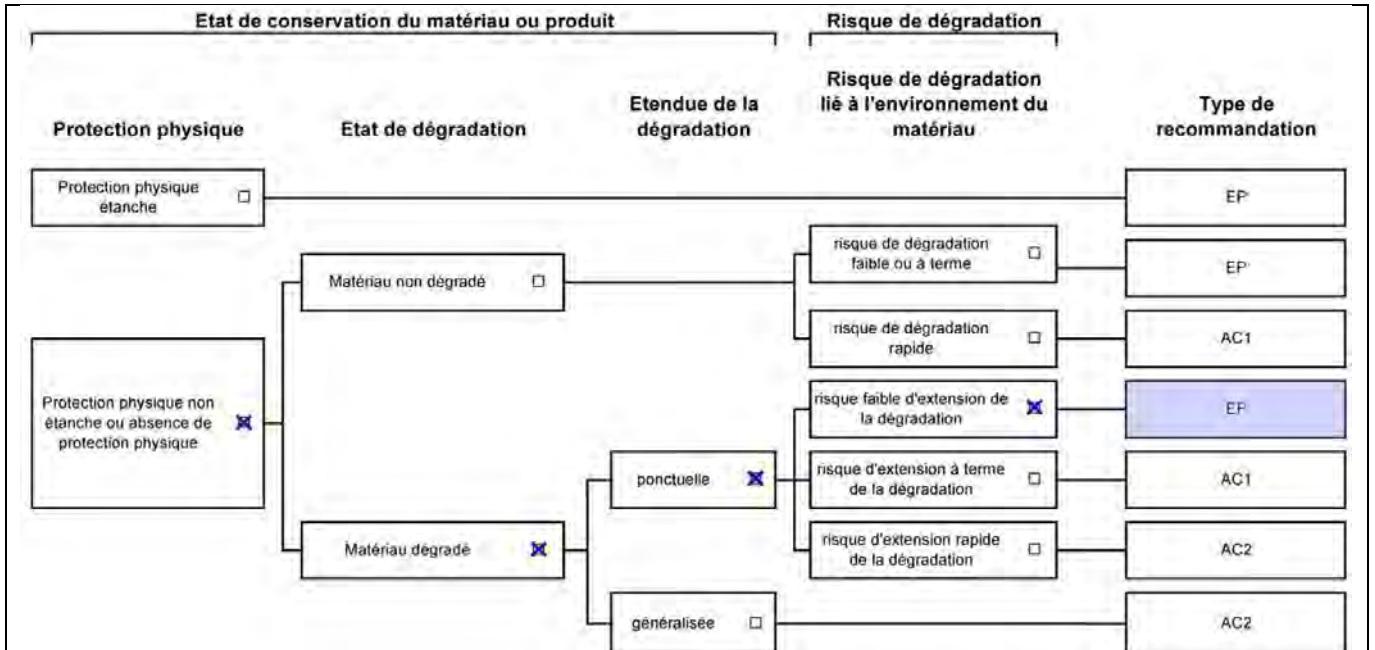 Etat de conservation du matériau ou produit
Risque de dégradation
Protection physique
Etat de dégradation
Etendue de la
dégradation
Risque de dégradation
lié à l'environnement du
matériau
Type de
recommandation
Protection physique
étanche
EP
Matériau non dégradé
risque de dégradation
faible ou à terme
EP
risque de dégradation
rapide
AC1
Protection physique non
étanche ou absence de
protection physique
risque faible d'extension de
la dégradation
EP
ponctuelle
risque d'extension à terme
de la dégradation
AC1
Matériau dégradé
risque d'extension rapide
de la dégradation
AC2
généralisée
AC2